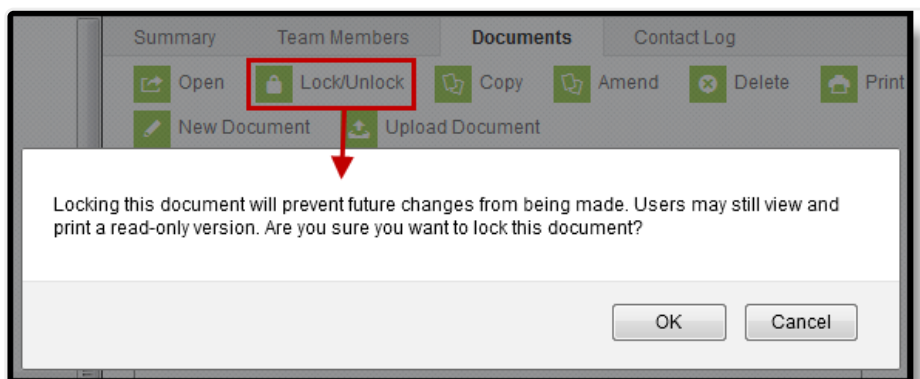 Summary Team Members Documents Contact Log
Open Lock/Unlock Copy Amend Delete Print
New Document Upload Document
Locking this document will prevent future changes from being made. Users may still view and
print a read-only version. Are you sure you want to lock this document?
OK Cancel